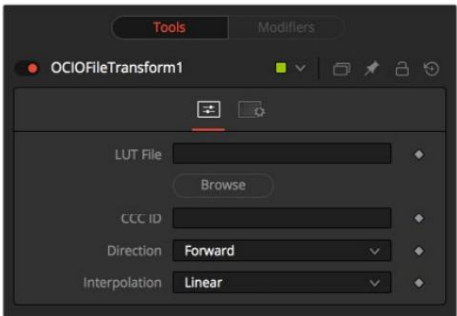 Tools Modifiers
OCIOFileTransform1
LUT File
Browse
CCC ID
Direction Forward
Interpolation Linear